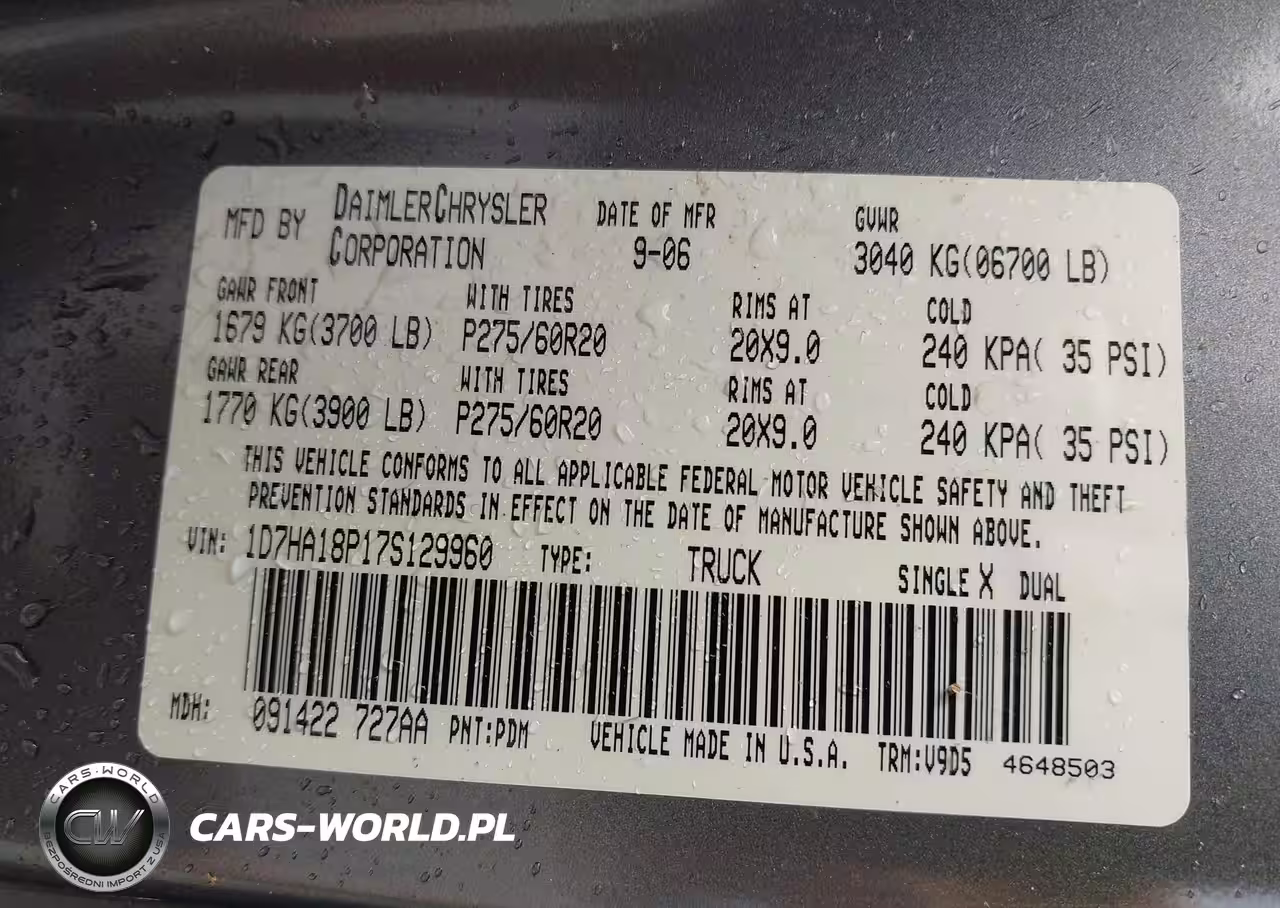 MFD BY DAIMLERCHRYSLER CORPORATION DATE OF MFR 9-06 GVWR 3040 KG(06700 LB)
GAWR FRONT WITH TIRES RIMS AT COLD
1679 KG(3700 LB) P275/60R20 20X9.0 240 KPA( 35 PSI)
GAWR REAR WITH TIRES RIMS AT COLD
1770 KG(3900 LB) P275/60R20 20X9.0 240 KPA( 35 PSI)
THIS VEHICLE CONFORMS TO ALL APPLICABLE FEDERAL MOTOR VEHICLE SAFETY AND THEFT
PREVENTION STANDARDS IN EFFECT ON THE DATE OF MANUFACTURE SHOWN ABOVE.
VIN: 1D7HA18P17S129960 TYPE: TRUCK SINGLE X DUAL
MDH: 091422 727AA PNT:PDM VEHICLE MADE IN U.S.A. TRM:V9D5 4648503
CARS-WORLD
CW
BEZPOŚREDNI IMPORT Z USA
CARS-WORLD.PL